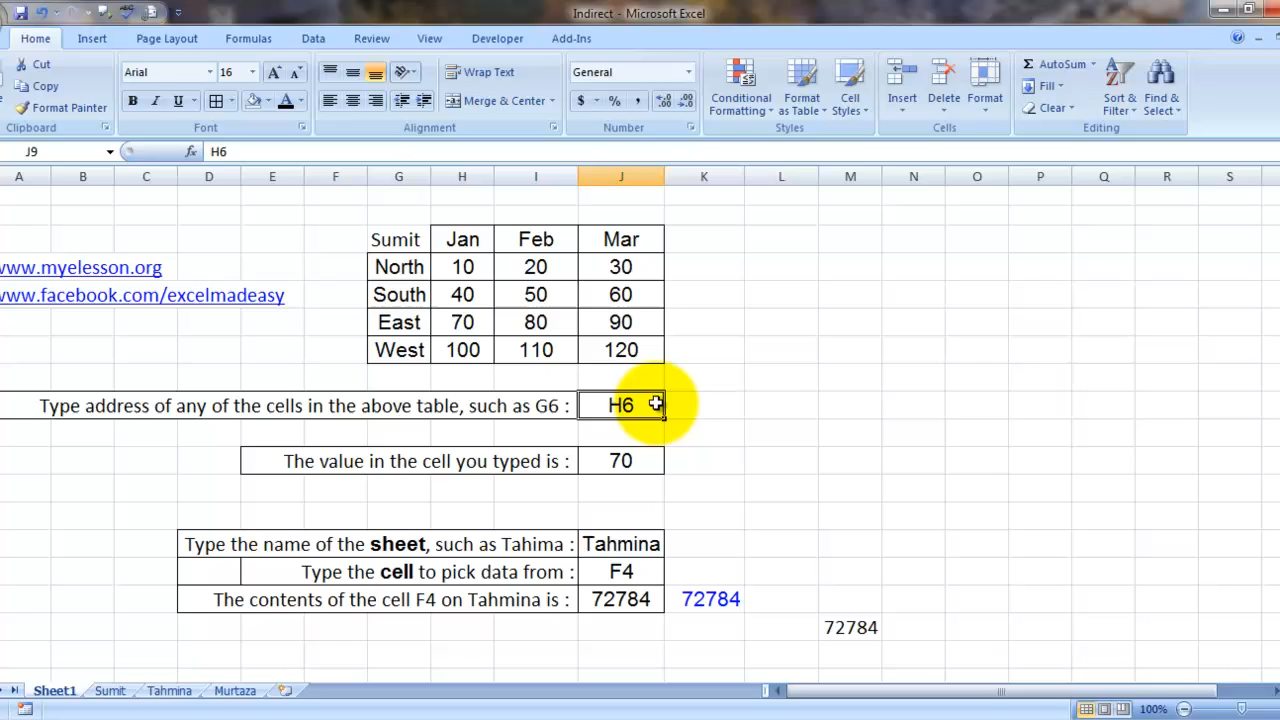 Indirect - Microsoft Excel
Home Insert Page Layout Formulas Data Review View Developer Add-Ins
Cut
Copy
Format Painter
Clipboard
Arial 16
B I U A
Font
Wrap Text
Merge & Center
Alignment
General
$ % ,
Number
Conditional Formatting
Format as Table
Cell Styles
Styles
Insert Delete Format
Cells
AutoSum
Fill
Clear
Sort & Filter
Find & Select
Editing
J9 fx H6
A B C D E F G H I J K L M N O P Q R S
Sumit Jan Feb Mar
www.myelesson.org North 10 20 30
www.facebook.com/excelmadeasy South 40 50 60
East 70 80 90
West 100 110 120
Type address of any of the cells in the above table, such as G6 : H6
The value in the cell you typed is : 70
Type the name of the sheet, such as Tahima : Tahmina
Type the cell to pick data from : F4
The contents of the cell F4 on Tahmina is : 72784 72784
72784
Sheet1 Sumit Tahmina Murtaza
100%